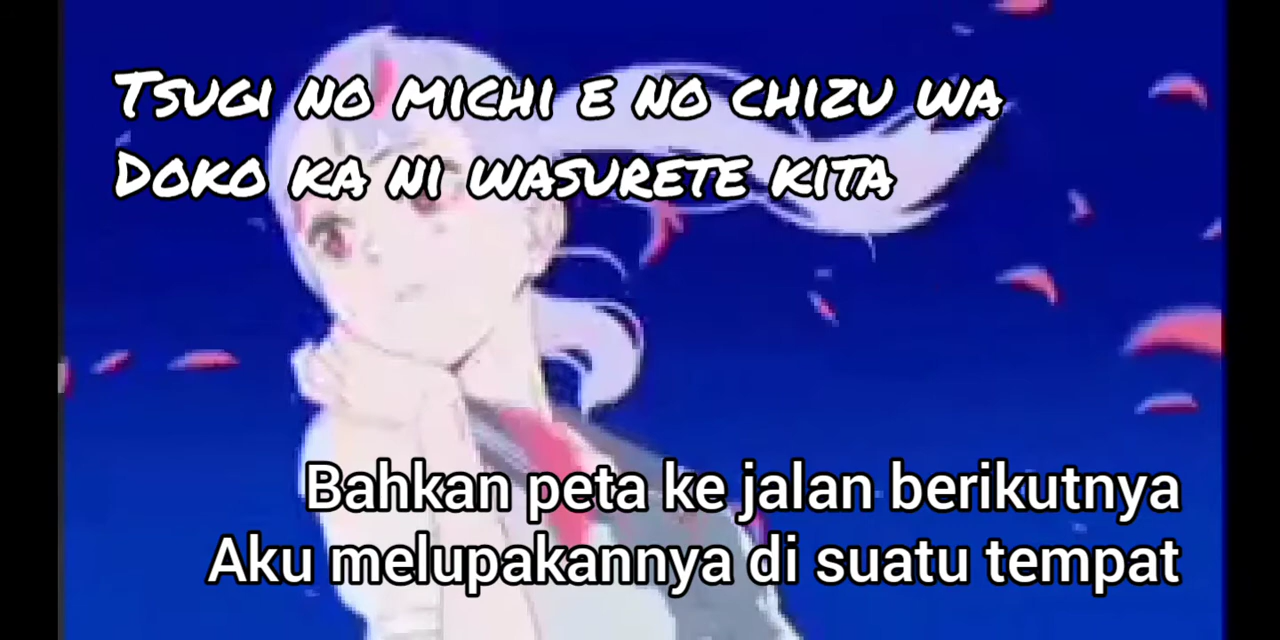 Tsugi no michi e no chizu wa
Doko ka ni wasurete kita
Bahkan peta ke jalan berikutnya
Aku melupakannya di suatu tempat